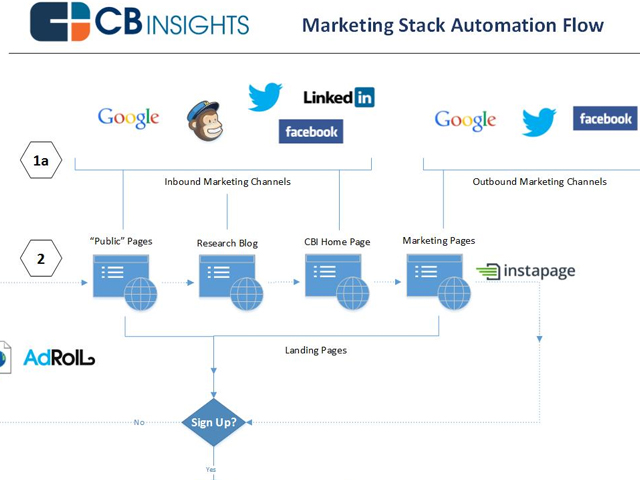 CB INSIGHTS
Marketing Stack Automation Flow
Google
Linked in
facebook
Google
facebook
1a
Inbound Marketing Channels
Outbound Marketing Channels
2
"Public" Pages
Research Blog
CBI Home Page
Marketing Pages
instapage
Landing Pages
AdRoll
No
Sign Up?
Yes